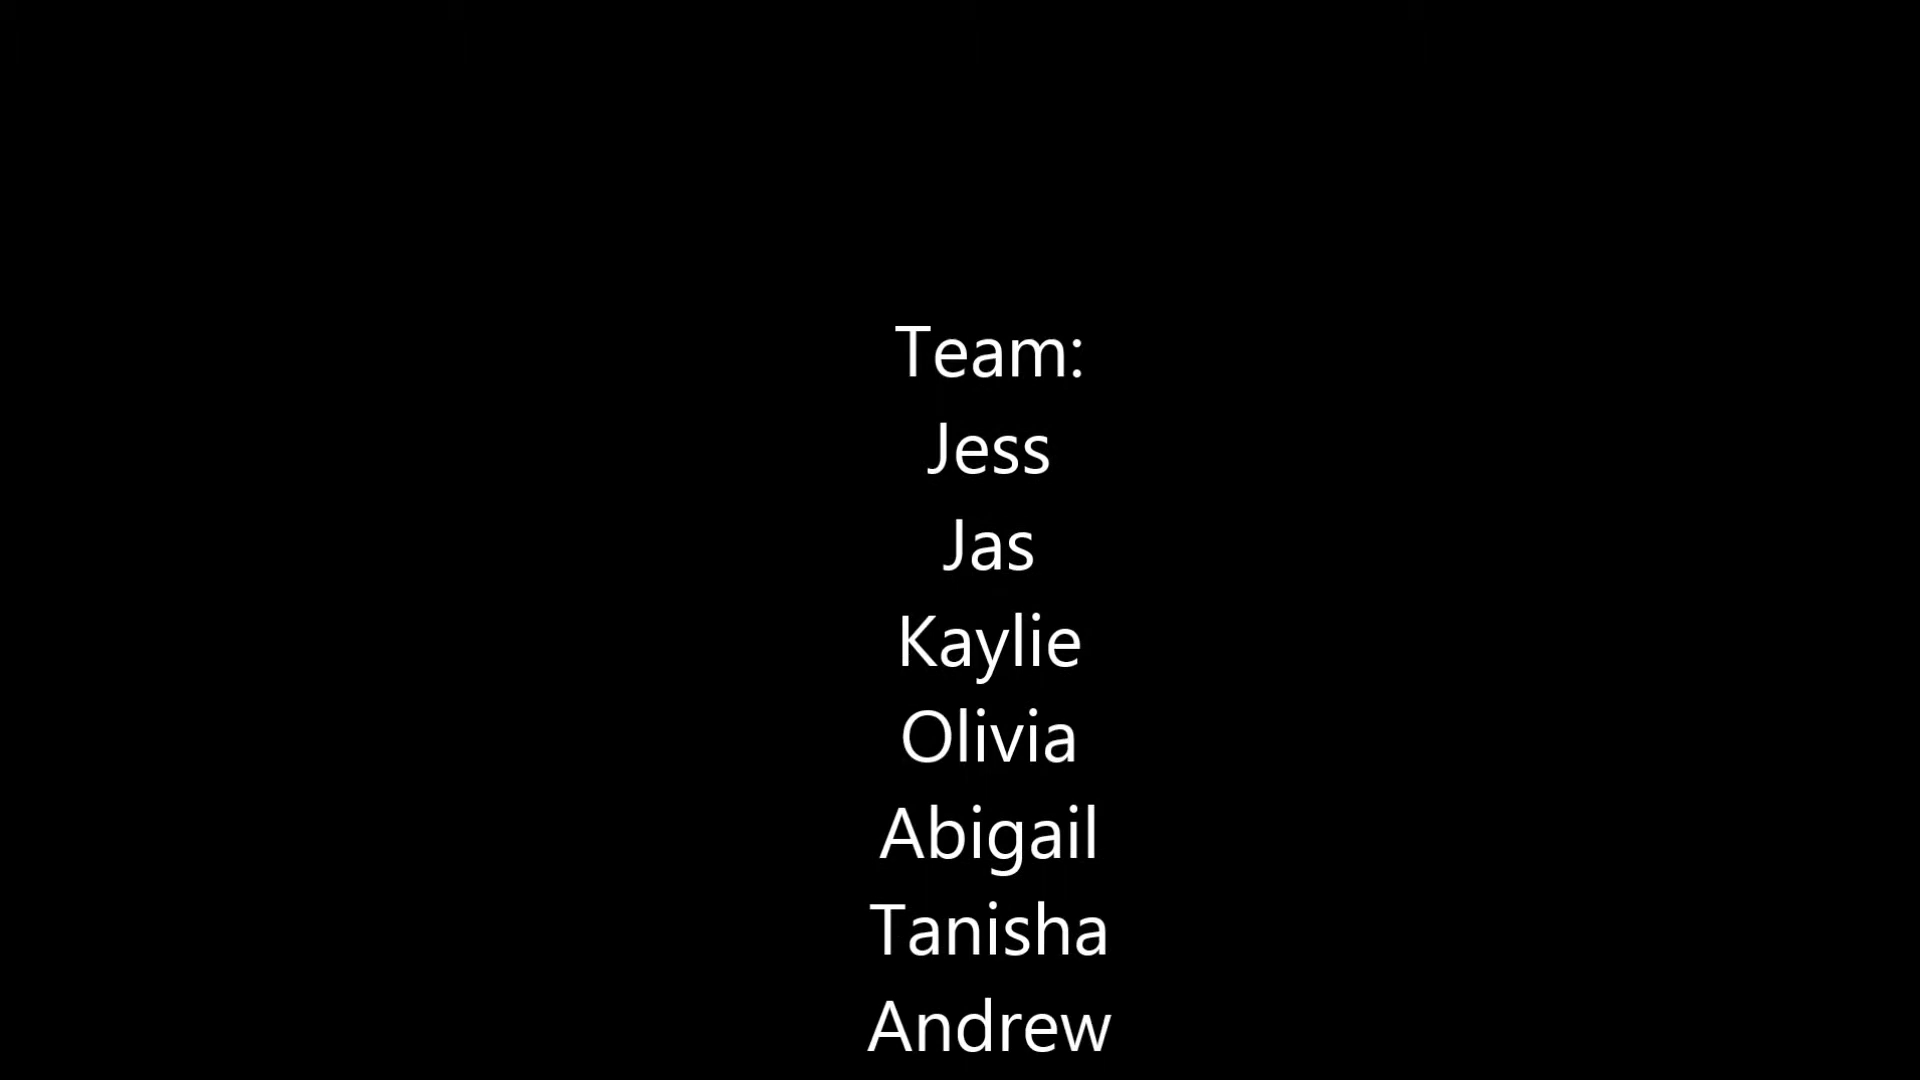 Team:
Jess
Jas
Kaylie
Olivia
Abigail
Tanisha
Andrew